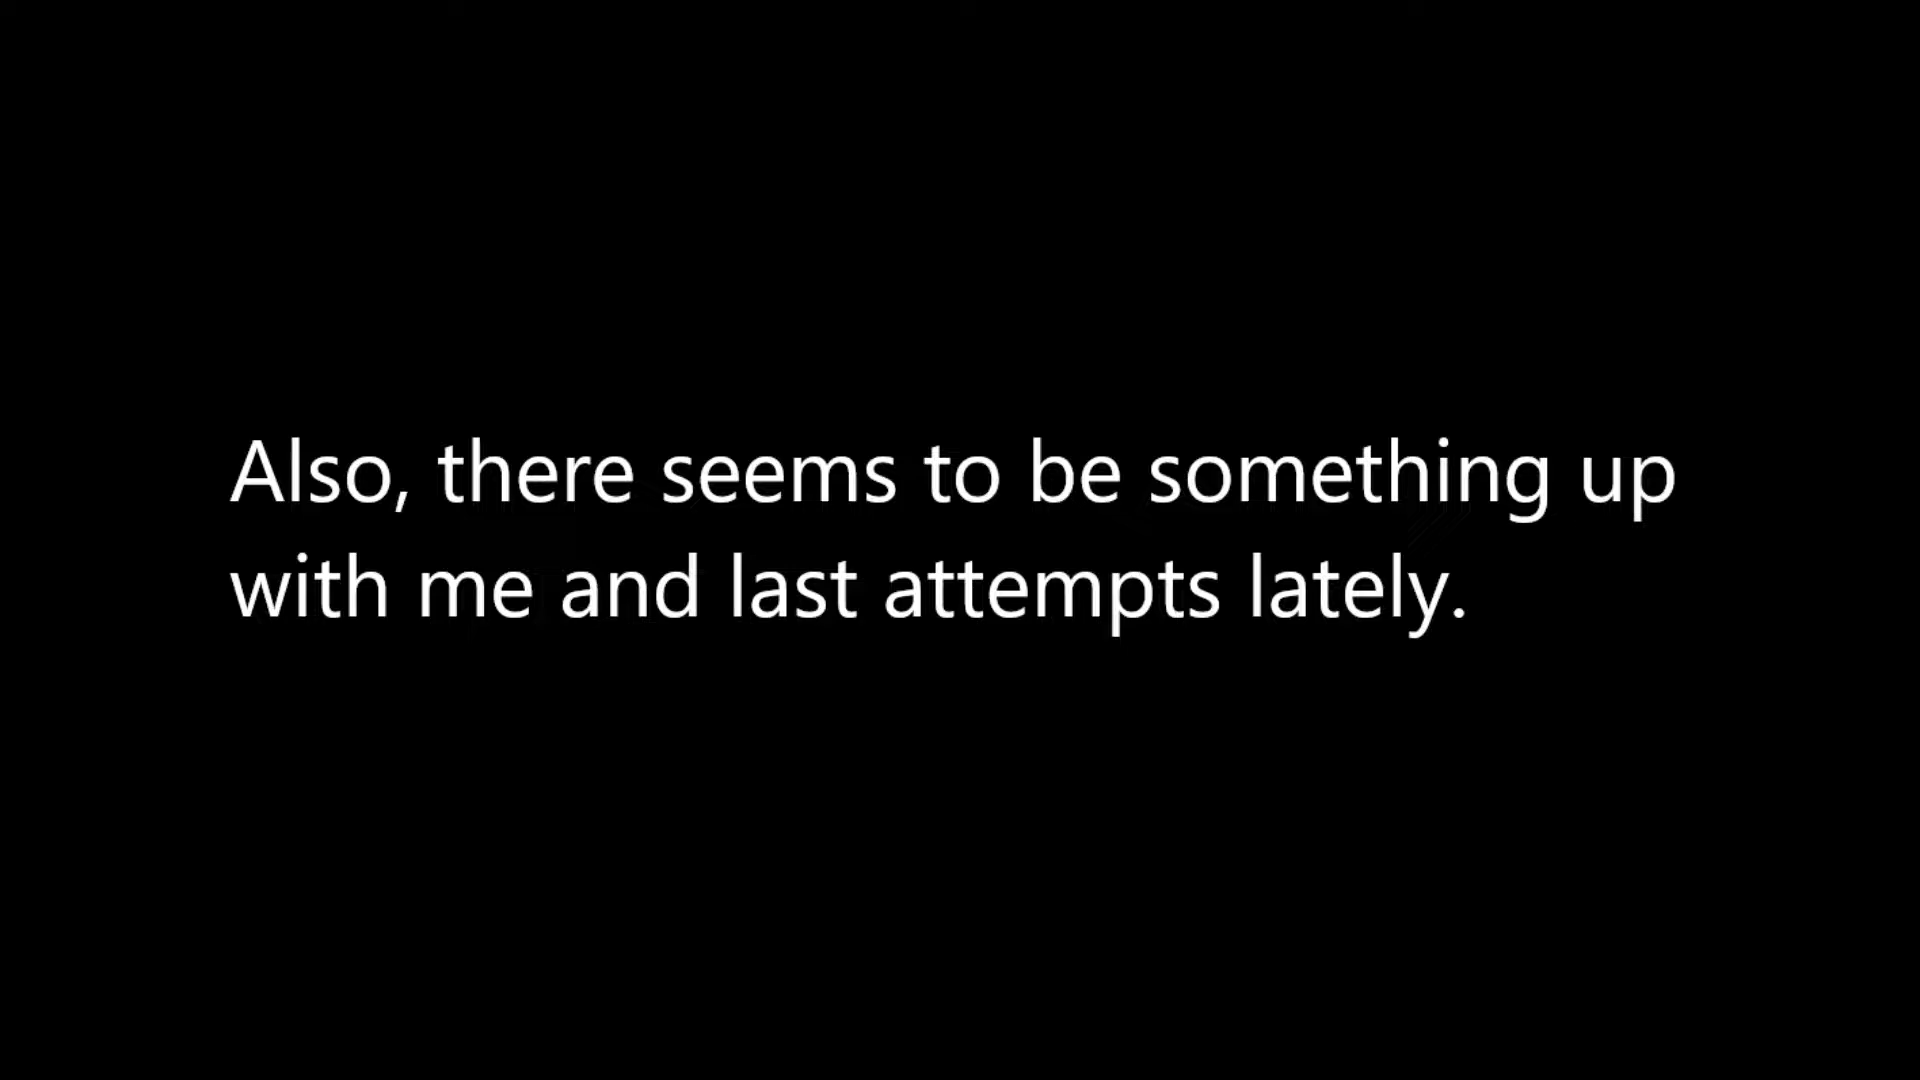 Also, there seems to be something up
with me and last attempts lately.